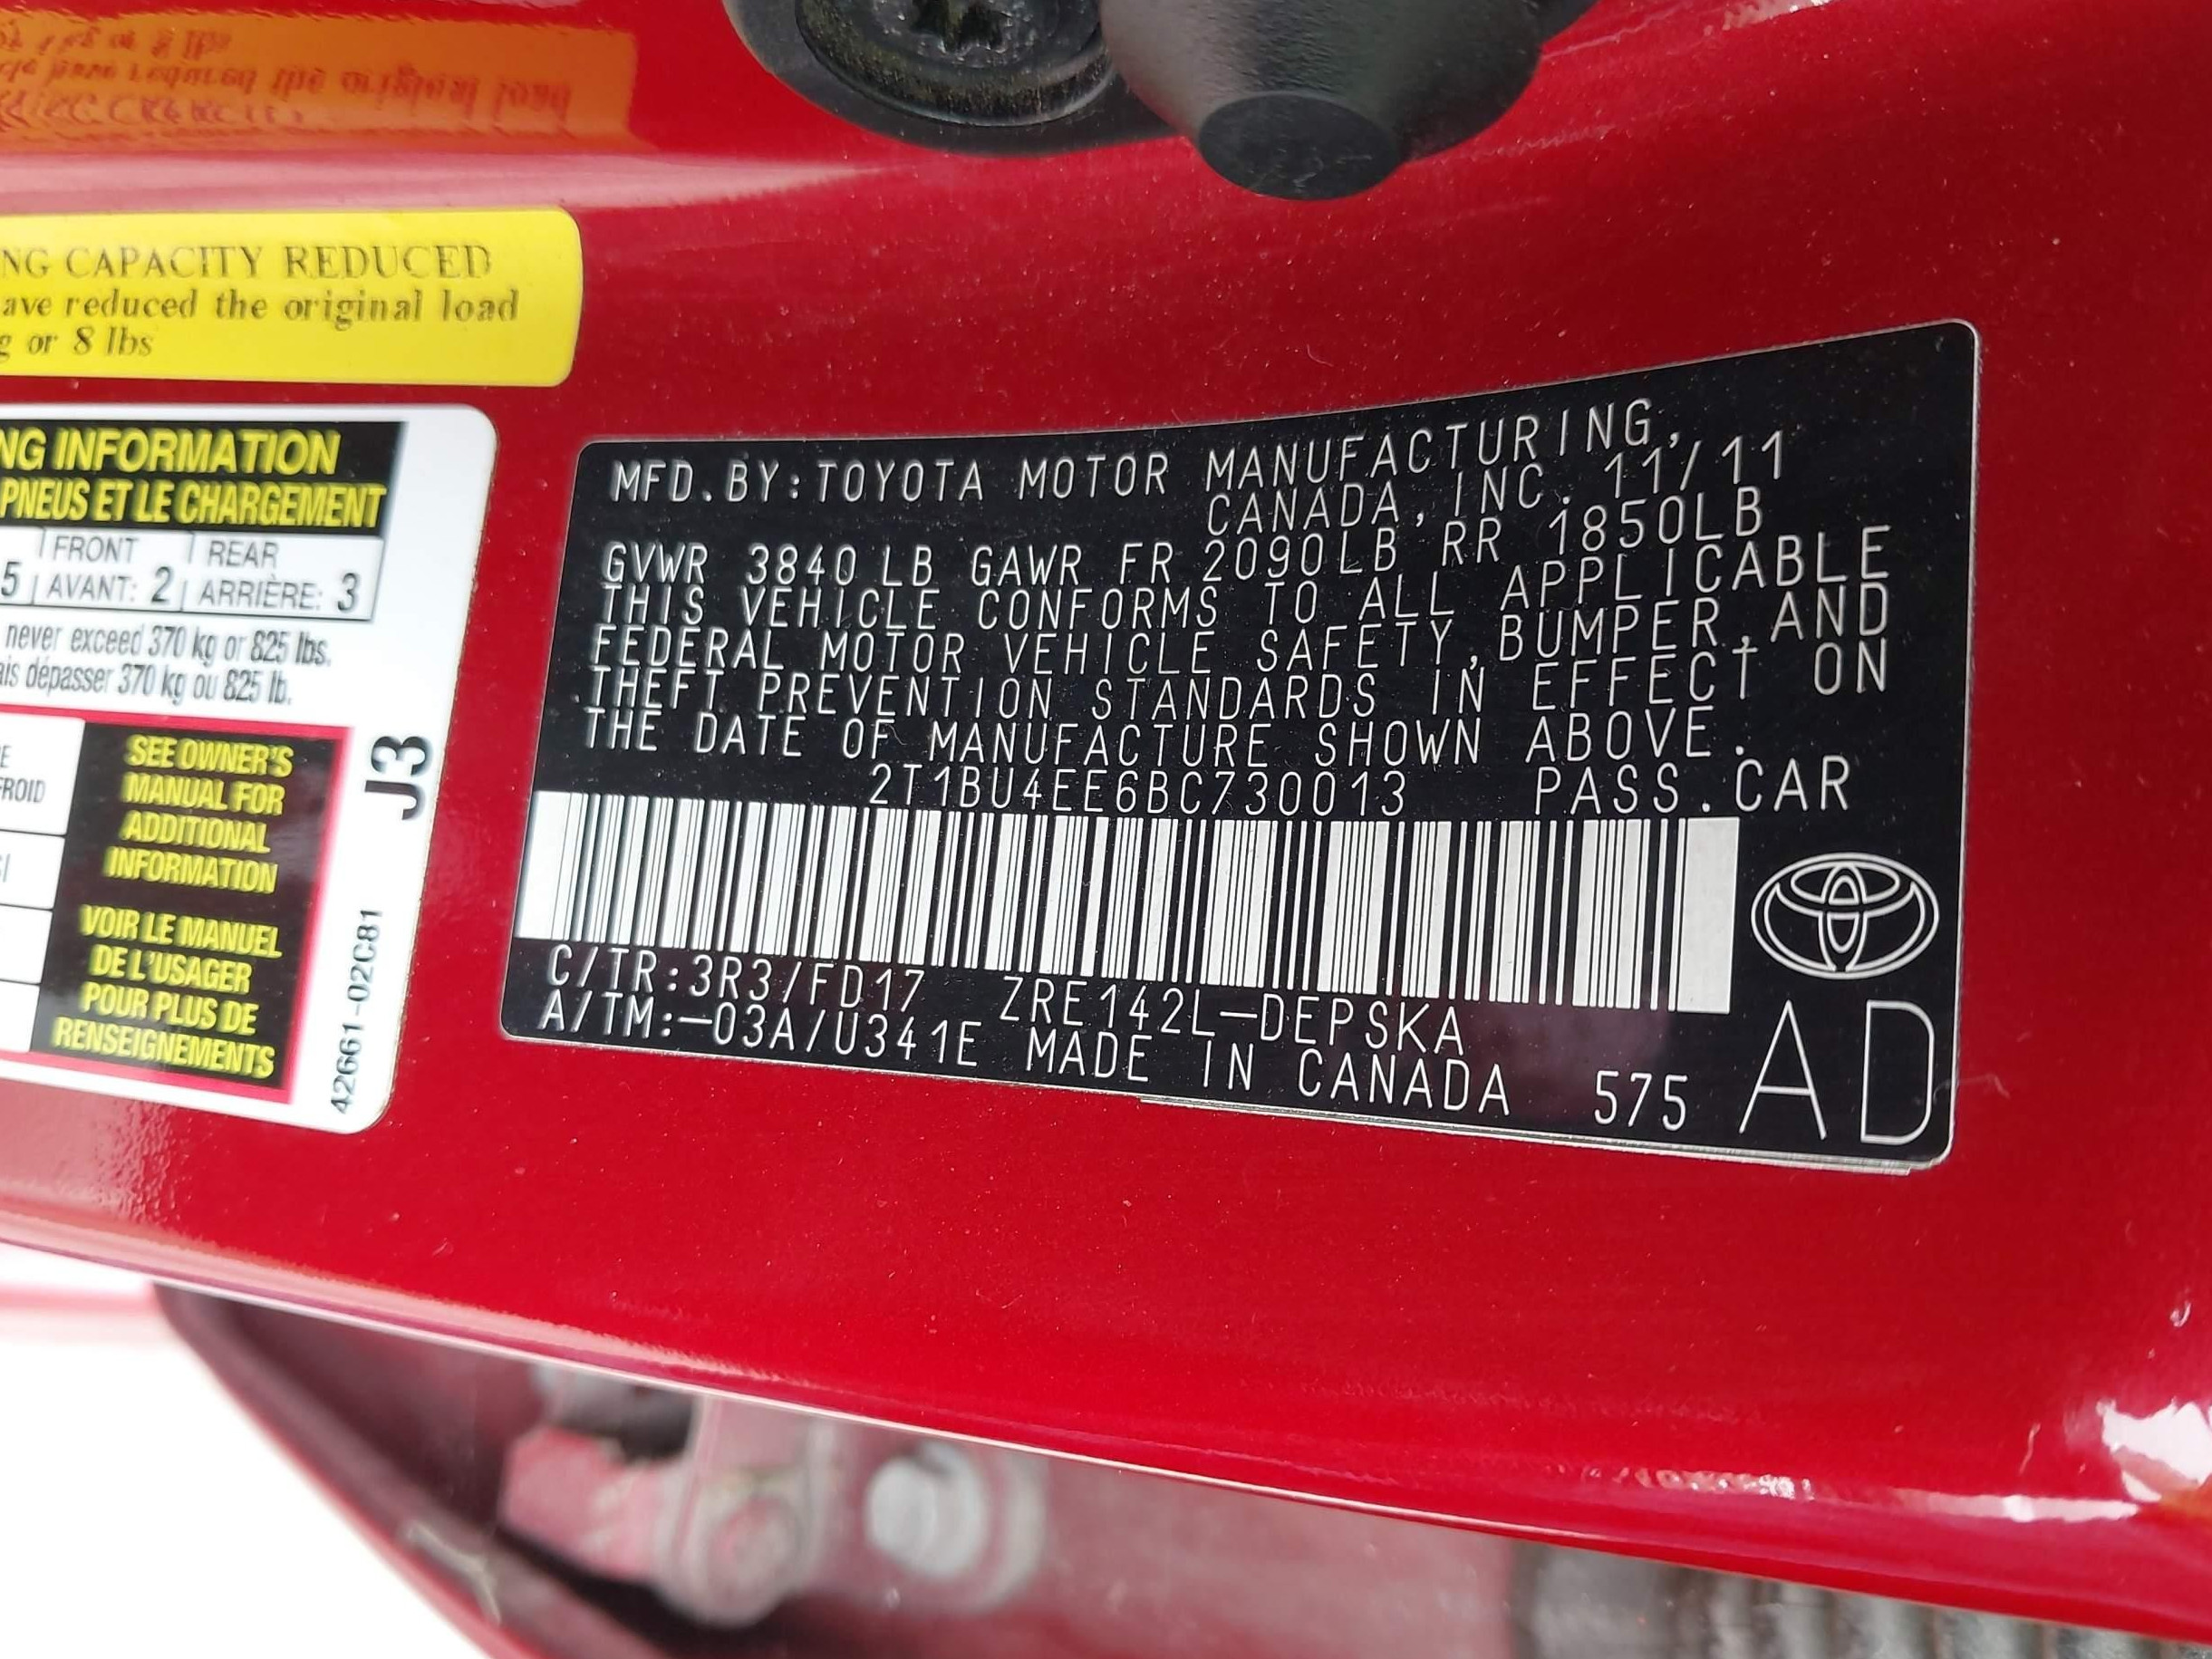 NG CAPACITY REDUCED
ave reduced the original load
g or 8 lbs
NG INFORMATION
PNEUS ET LE CHARGEMENT
5 FRONT AVANT: 2 REAR ARRIÈRE: 3
never exceed 370 kg or 825 lbs.
ais dépasser 370 kg ou 825 lb.
SEE OWNER'S
MANUAL FOR
ADDITIONAL
INFORMATION
VOIR LE MANUEL
DE L'USAGER
POUR PLUS DE
RENSEIGNEMENTS
J3
42661-02C81
MFD.BY:TOYOTA MOTOR MANUFACTURING,
CANADA,INC. 11/11
GVWR 3840 LB GAWR FR 2090LB RR 1850LB
THIS VEHICLE CONFORMS TO ALL APPLICABLE
FEDERAL MOTOR VEHICLE SAFETY,BUMPER,AND
THEFT PREVENTION STANDARDS IN EFFECT ON
THE DATE OF MANUFACTURE SHOWN ABOVE.
2T1BU4EE6BC730013 PASS.CAR
C/TR:3R3/FD17 ZRE142L-DEPSKA
A/TM:-03A/U341E MADE IN CANADA 575 AD